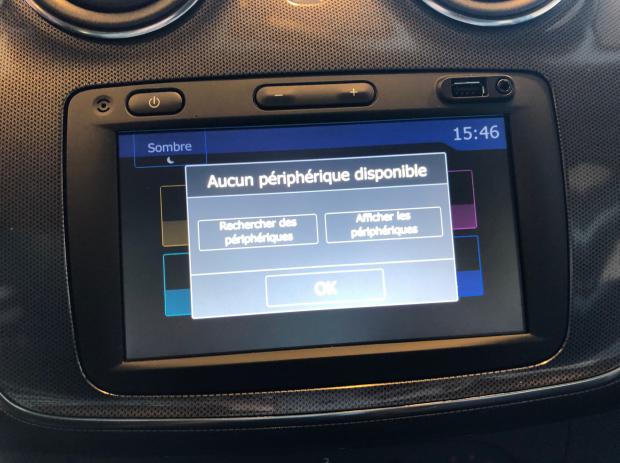 15:46
Sombre
Aucun périphérique disponible
Rechercher des
périphériques
Afficher les
périphériques
OK